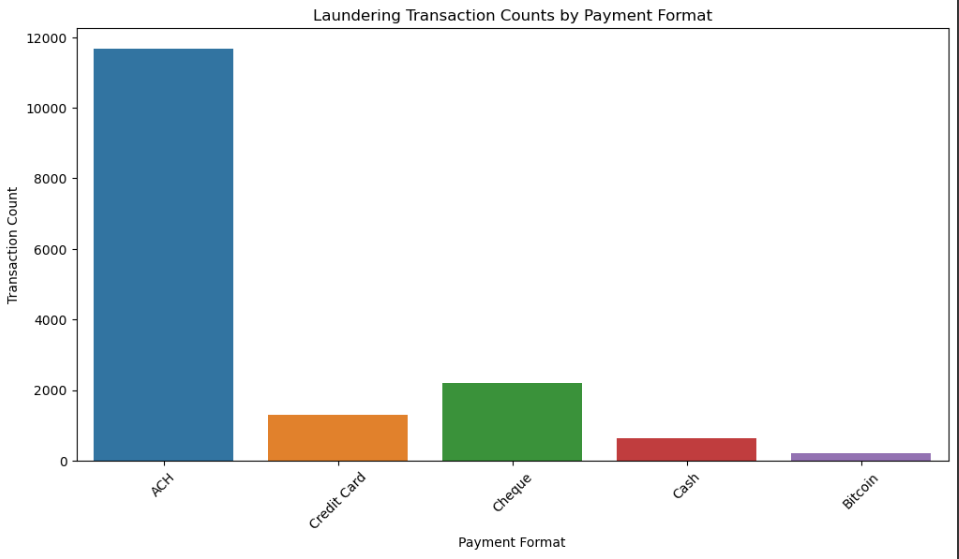 Laundering Transaction Counts by Payment Format
Transaction Count
12000
10000
8000
6000
4000
2000
0
ACH
Credit Card
Cheque
Cash
Bitcoin
Payment Format